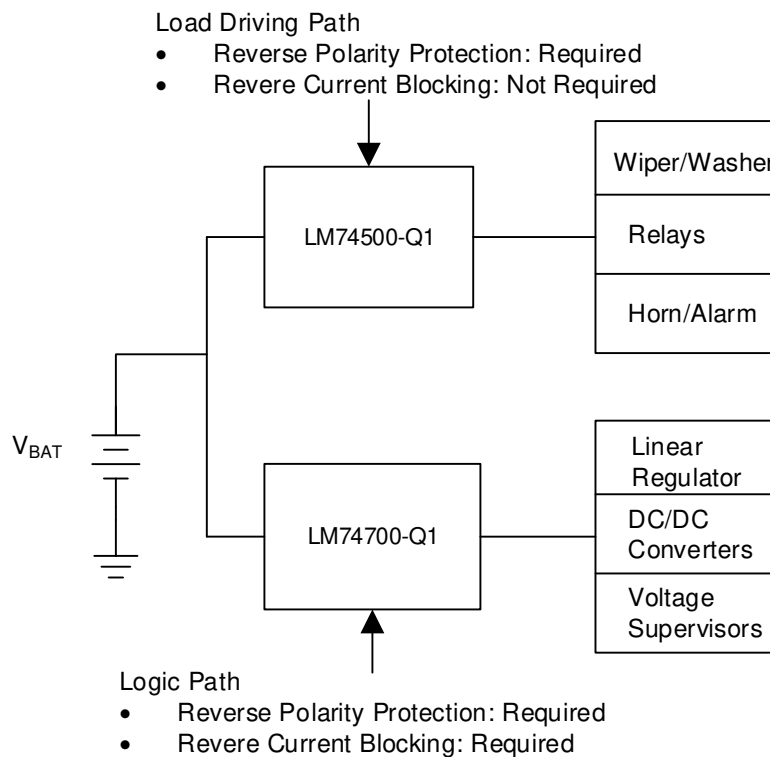 Load Driving Path
• Reverse Polarity Protection: Required
• Revere Current Blocking: Not Required
Wiper/Washer
LM74500-Q1
Relays
Horn/Alarm
VBAT
Linear
Regulator
LM74700-Q1
DC/DC
Converters
Voltage
Supervisors
Logic Path
• Reverse Polarity Protection: Required
• Revere Current Blocking: Required